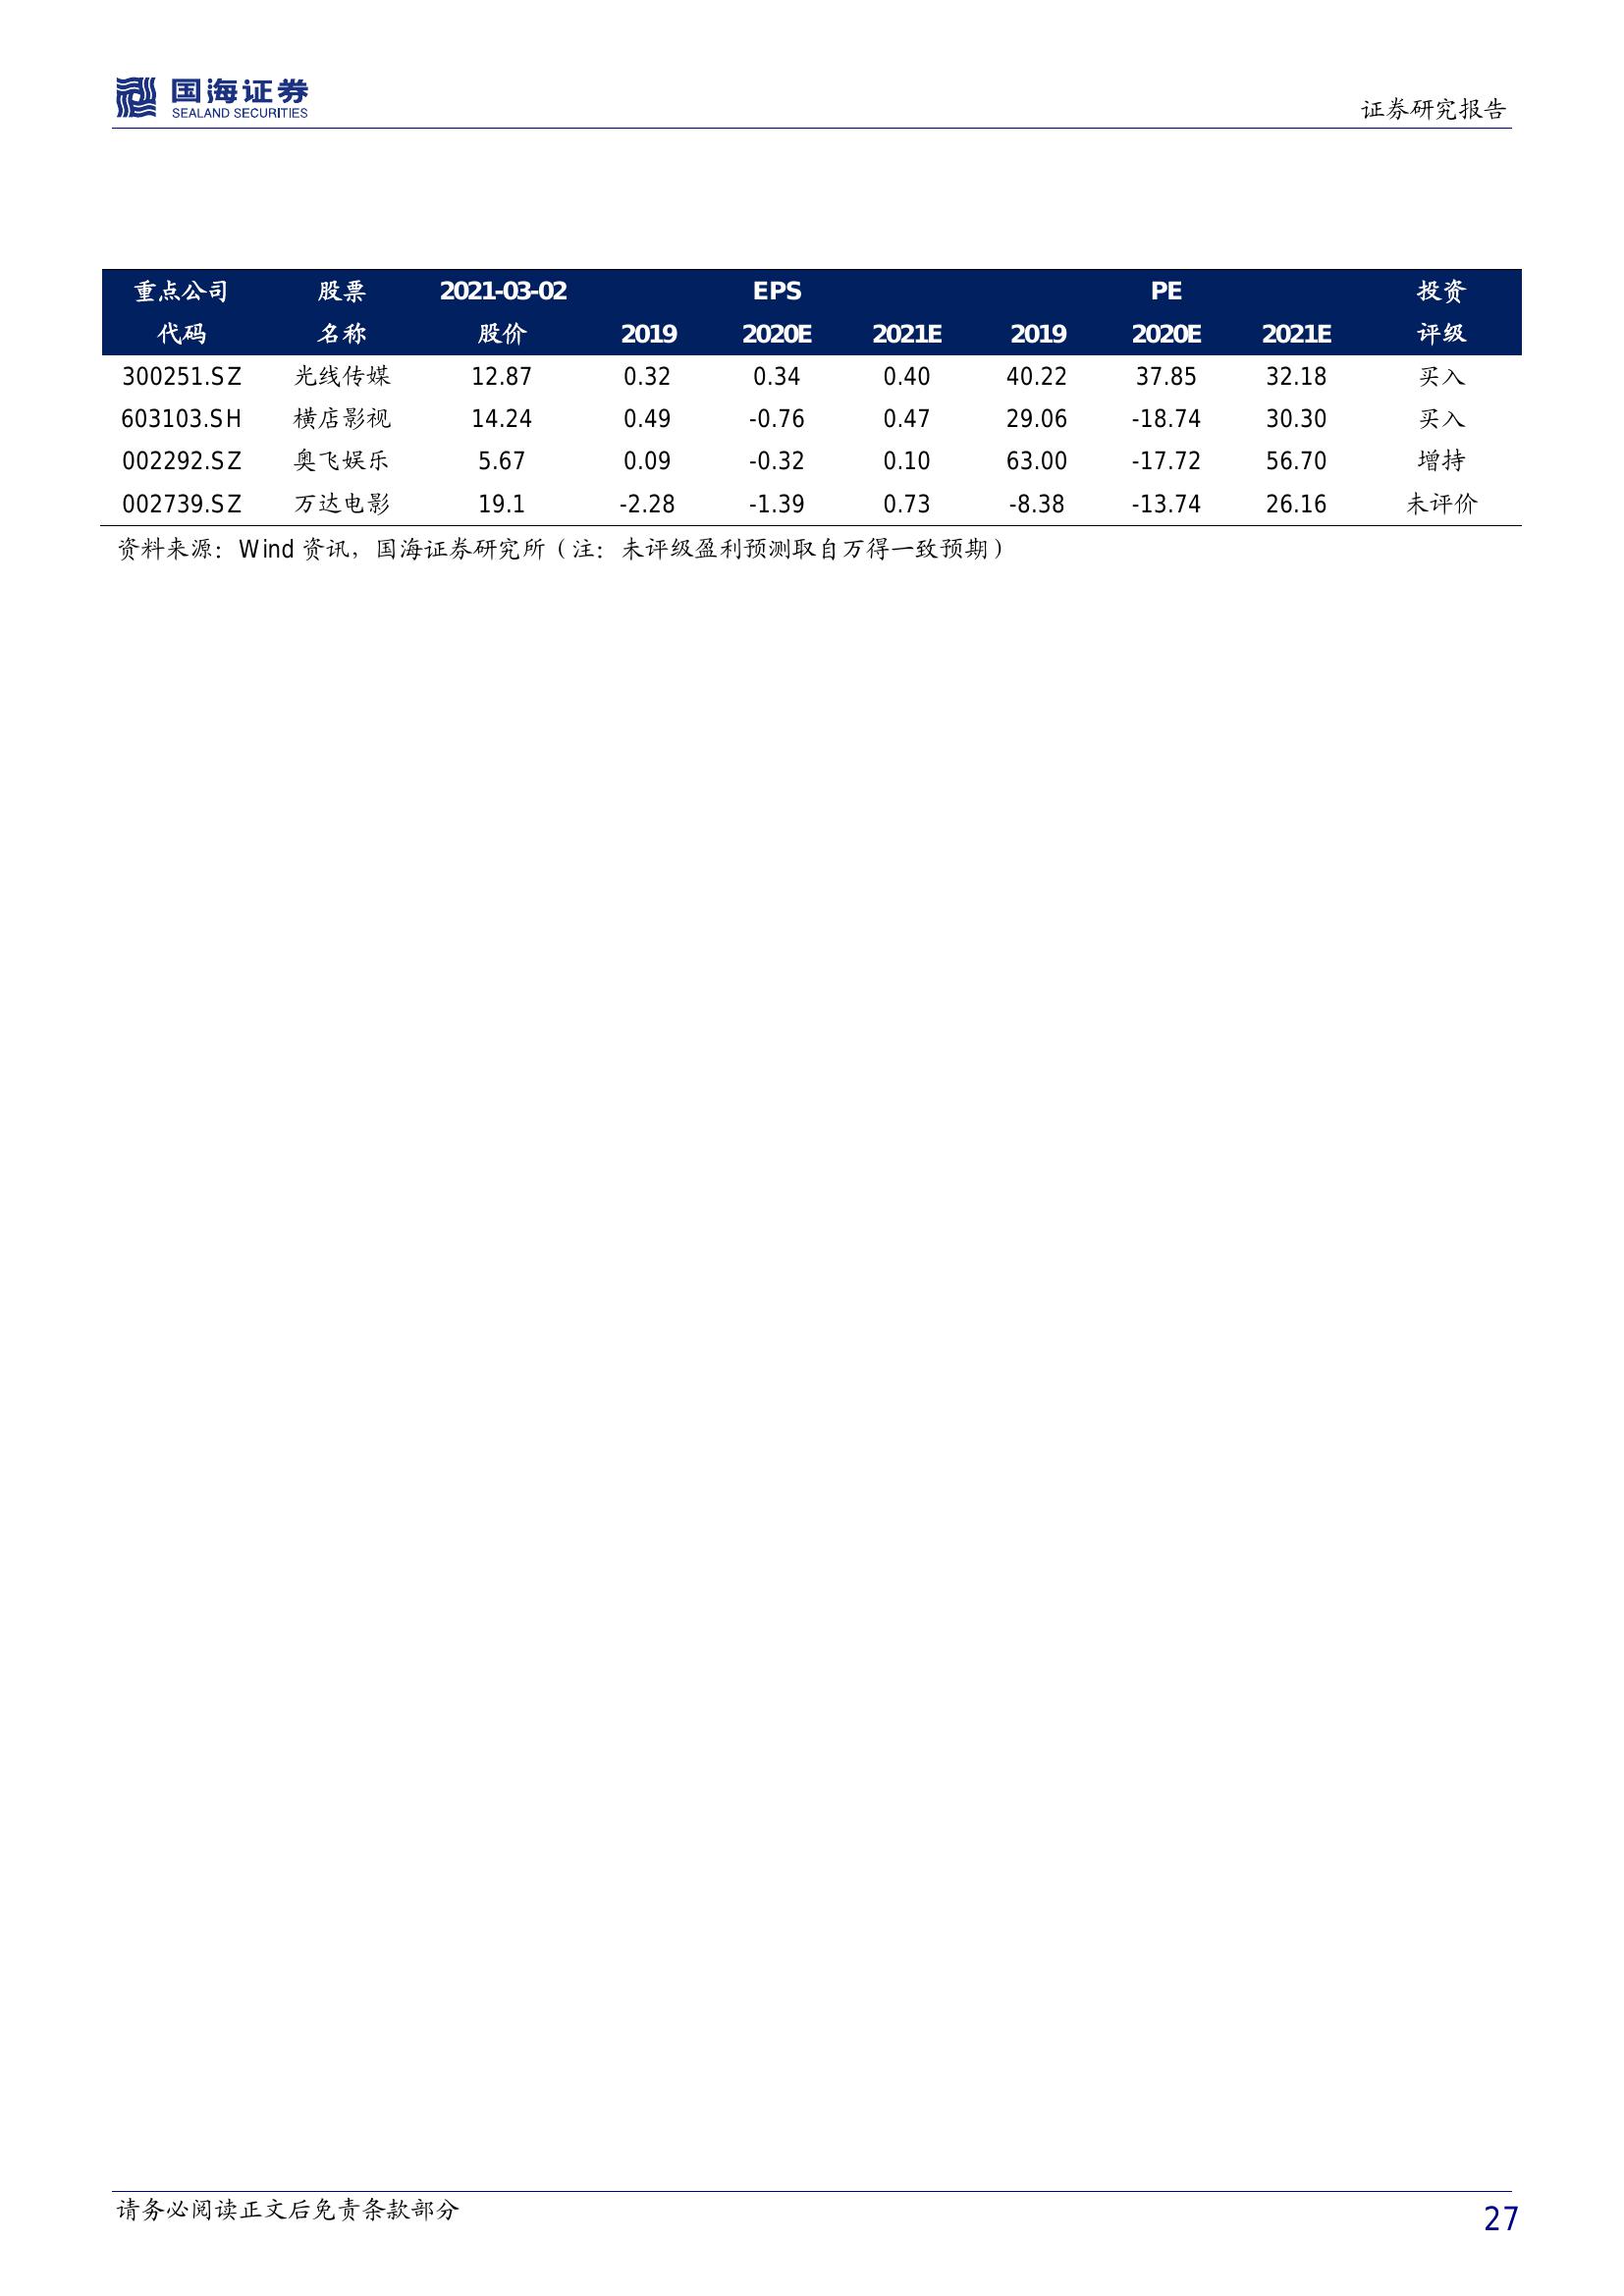 国海证券
SEALAND SECURITIES
证券研究报告
重点公司 股票 2021-03-02 EPS PE 投资
代码 名称 股价 2019 2020E 2021E 2019 2020E 2021E 评级
300251.SZ 光线传媒 12.87 0.32 0.34 0.40 40.22 37.85 32.18 买入
603103.SH 横店影视 14.24 0.49 -0.76 0.47 29.06 -18.74 30.30 买入
002292.SZ 奥飞娱乐 5.67 0.09 -0.32 0.10 63.00 -17.72 56.70 增持
002739.SZ 万达电影 19.1 -2.28 -1.39 0.73 -8.38 -13.74 26.16 未评价
资料来源：Wind 资讯，国海证券研究所（注：未评级盈利预测取自万得一致预期）
请务必阅读正文后免责条款部分
27